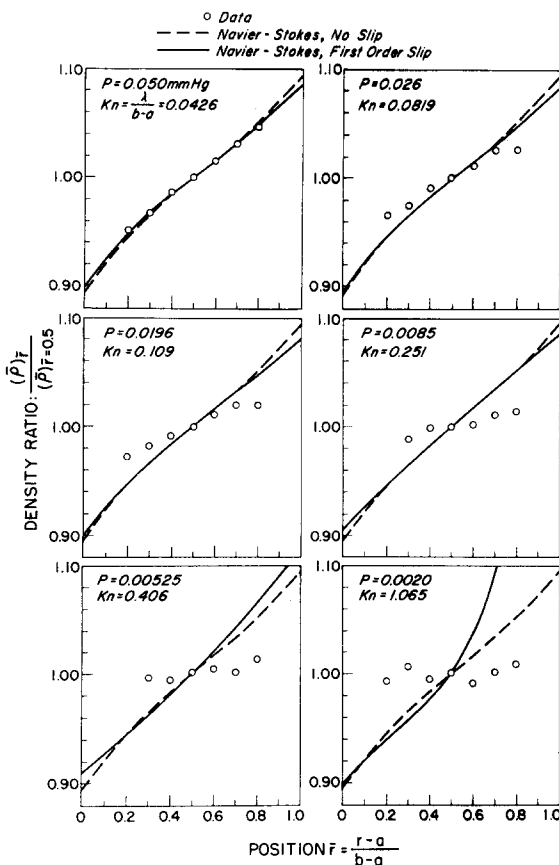 ○ Data
Navier-Stokes, No Slip
Navier-Stokes, First Order Slip
1.10
1.00
0.90
P=0.050mmHg
Kn=λ/b-a=0.0426
1.10
1.00
0.90
P=0.026
Kn=0.0819
1.10
1.00
0.90
P=0.0196
Kn=0.109
1.10
1.00
0.90
P=0.0085
Kn=0.251
1.10
1.00
0.90
P=0.00525
Kn=0.406
1.10
1.00
0.90
P=0.0020
Kn=1.065
0 0.2 0.4 0.6 0.8 1.0
0 0.2 0.4 0.6 0.8 1.0
DENSITY RATIO: (ρ̄)r̄/(ρ̄)r̄=0.5
POSITION r̄ = r-a/b-a